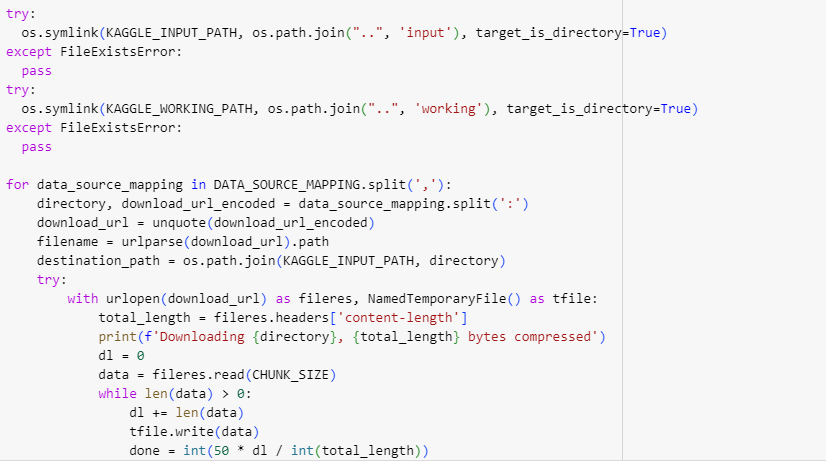 try:
  os.symlink(KAGGLE_INPUT_PATH, os.path.join("..", 'input'), target_is_directory=True)
except FileExistsError:
  pass
try:
  os.symlink(KAGGLE_WORKING_PATH, os.path.join("..", 'working'), target_is_directory=True)
except FileExistsError:
  pass

for data_source_mapping in DATA_SOURCE_MAPPING.split(','):
    directory, download_url_encoded = data_source_mapping.split(':')
    download_url = unquote(download_url_encoded)
    filename = urlparse(download_url).path
    destination_path = os.path.join(KAGGLE_INPUT_PATH, directory)
    try:
        with urlopen(download_url) as fileres, NamedTemporaryFile() as tfile:
            total_length = fileres.headers['content-length']
            print(f'Downloading {directory}, {total_length} bytes compressed')
            dl = 0
            data = fileres.read(CHUNK_SIZE)
            while len(data) > 0:
                dl += len(data)
                tfile.write(data)
                done = int(50 * dl / int(total_length))